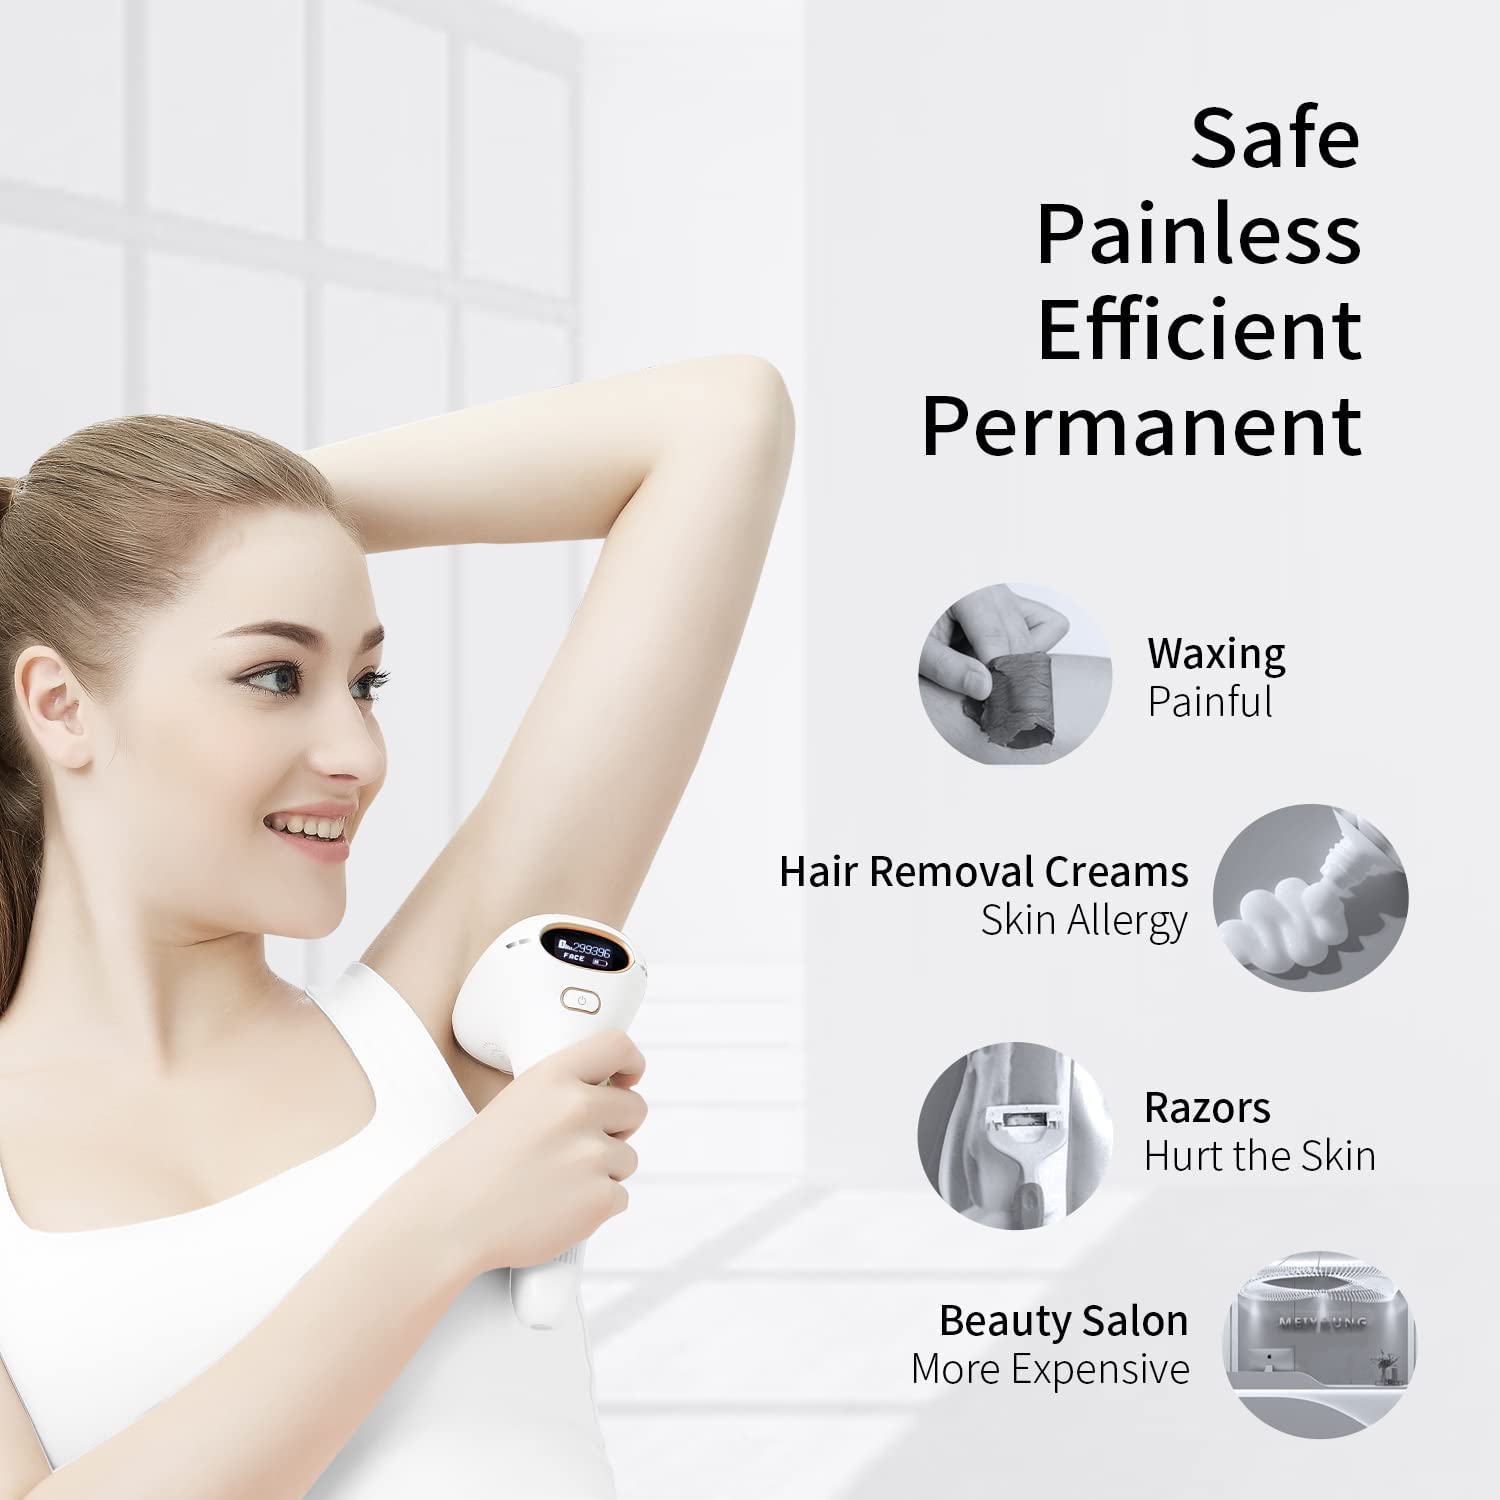 Safe
Painless
Efficient
Permanent
Waxing
Painful
Hair Removal Creams
Skin Allergy
299396
FACE
Razors
Hurt the Skin
Beauty Salon
More Expensive